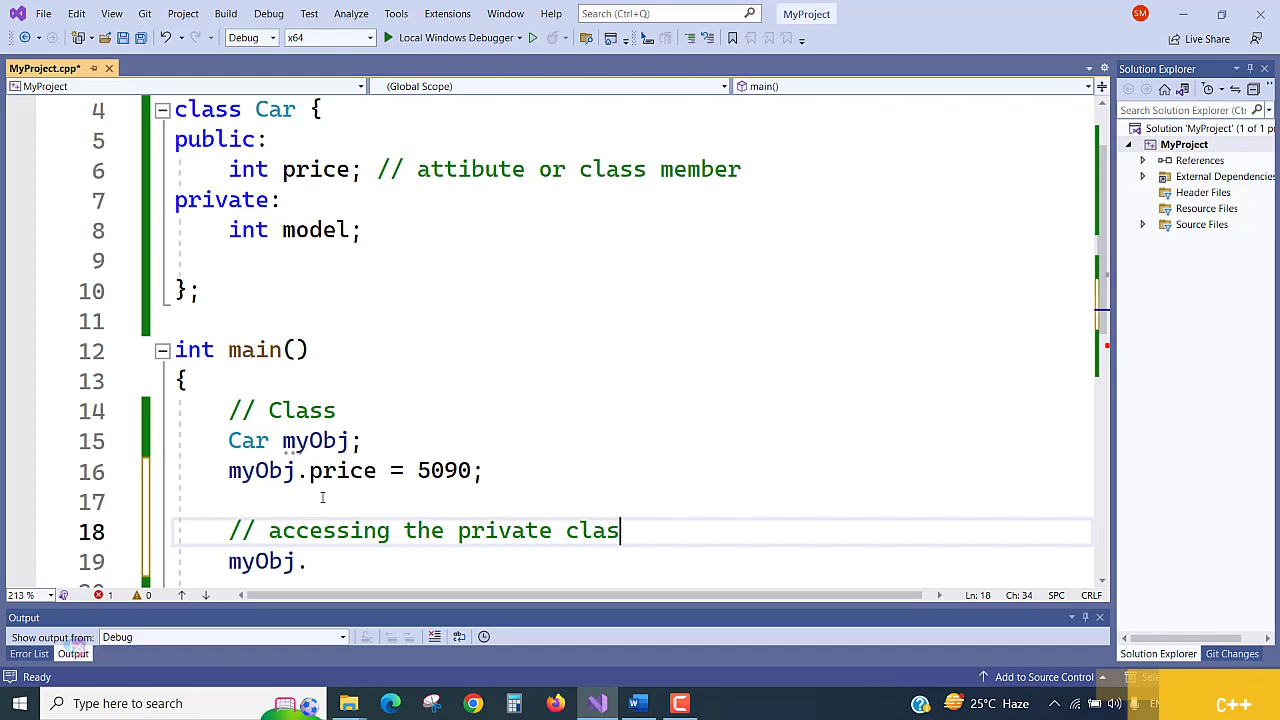 File Edit View Git Project Build Debug Test Analyze Tools Extensions Window Help Search (Ctrl+Q) MyProject SM
Debug x64 Local Windows Debugger Live Share
MyProject.cpp* Solution Explorer
MyProject (Global Scope) main()
Search Solution Explorer (Ctrl
Solution 'MyProject' (1 of 1 p
MyProject
References
External Dependencies
Header Files
Resource Files
Source Files
4 class Car {
5 public:
6 int price; // attibute or class member
7 private:
8 int model;
9
10 };
11
12 int main()
13 {
14 // Class
15 Car myObj;
16 myObj.price = 5090;
17
18 // accessing the private clas
19 myObj.
213 % 1 0 Ln: 18 Ch: 34 SPC CRLF
Output
Show output from: Debug
Error List Output Solution Explorer Git Changes
Ready Add to Source Control
Type here to search 25°C Haze C++